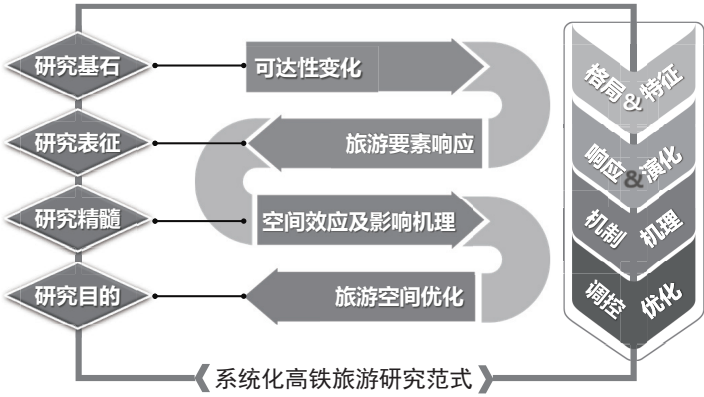 研究基石
可达性变化
格局&特征
研究表征
旅游要素响应
响应&演化
研究精髓
空间效应及影响机理
机制 机理
研究目的
旅游空间优化
调控 优化
系统化高铁旅游研究范式